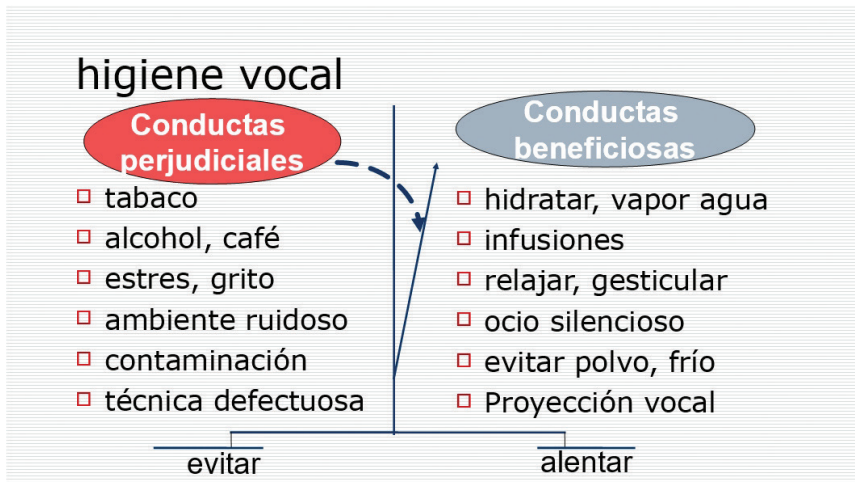 higiene vocal
Conductas
perjudiciales
tabaco
alcohol, café
estres, grito
ambiente ruidoso
contaminación
técnica defectuosa
evitar
Conductas
beneficiosas
hidratar, vapor agua
infusiones
relajar, gesticular
ocio silencioso
evitar polvo, frío
Proyección vocal
alentar